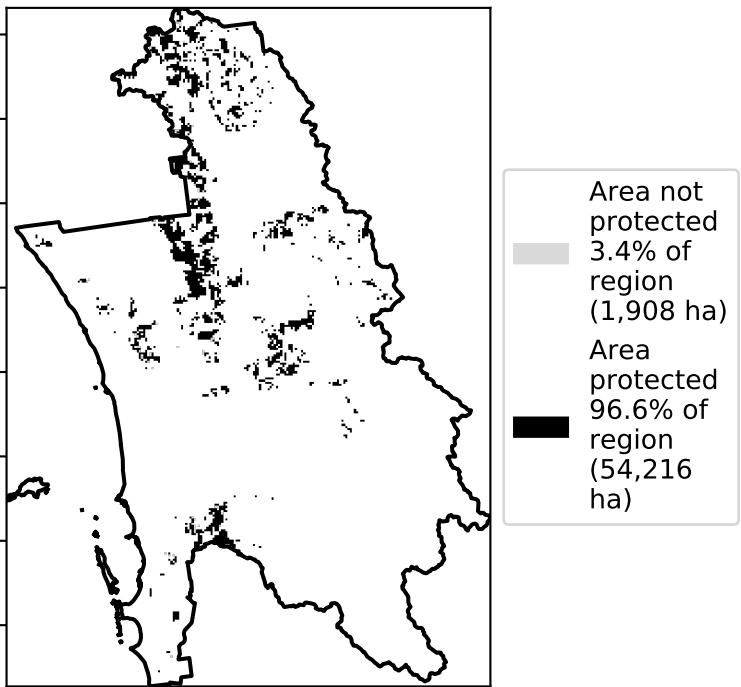 Area not
protected
3.4% of
region
(1,908 ha)
Area
protected
96.6% of
region
(54,216
ha)